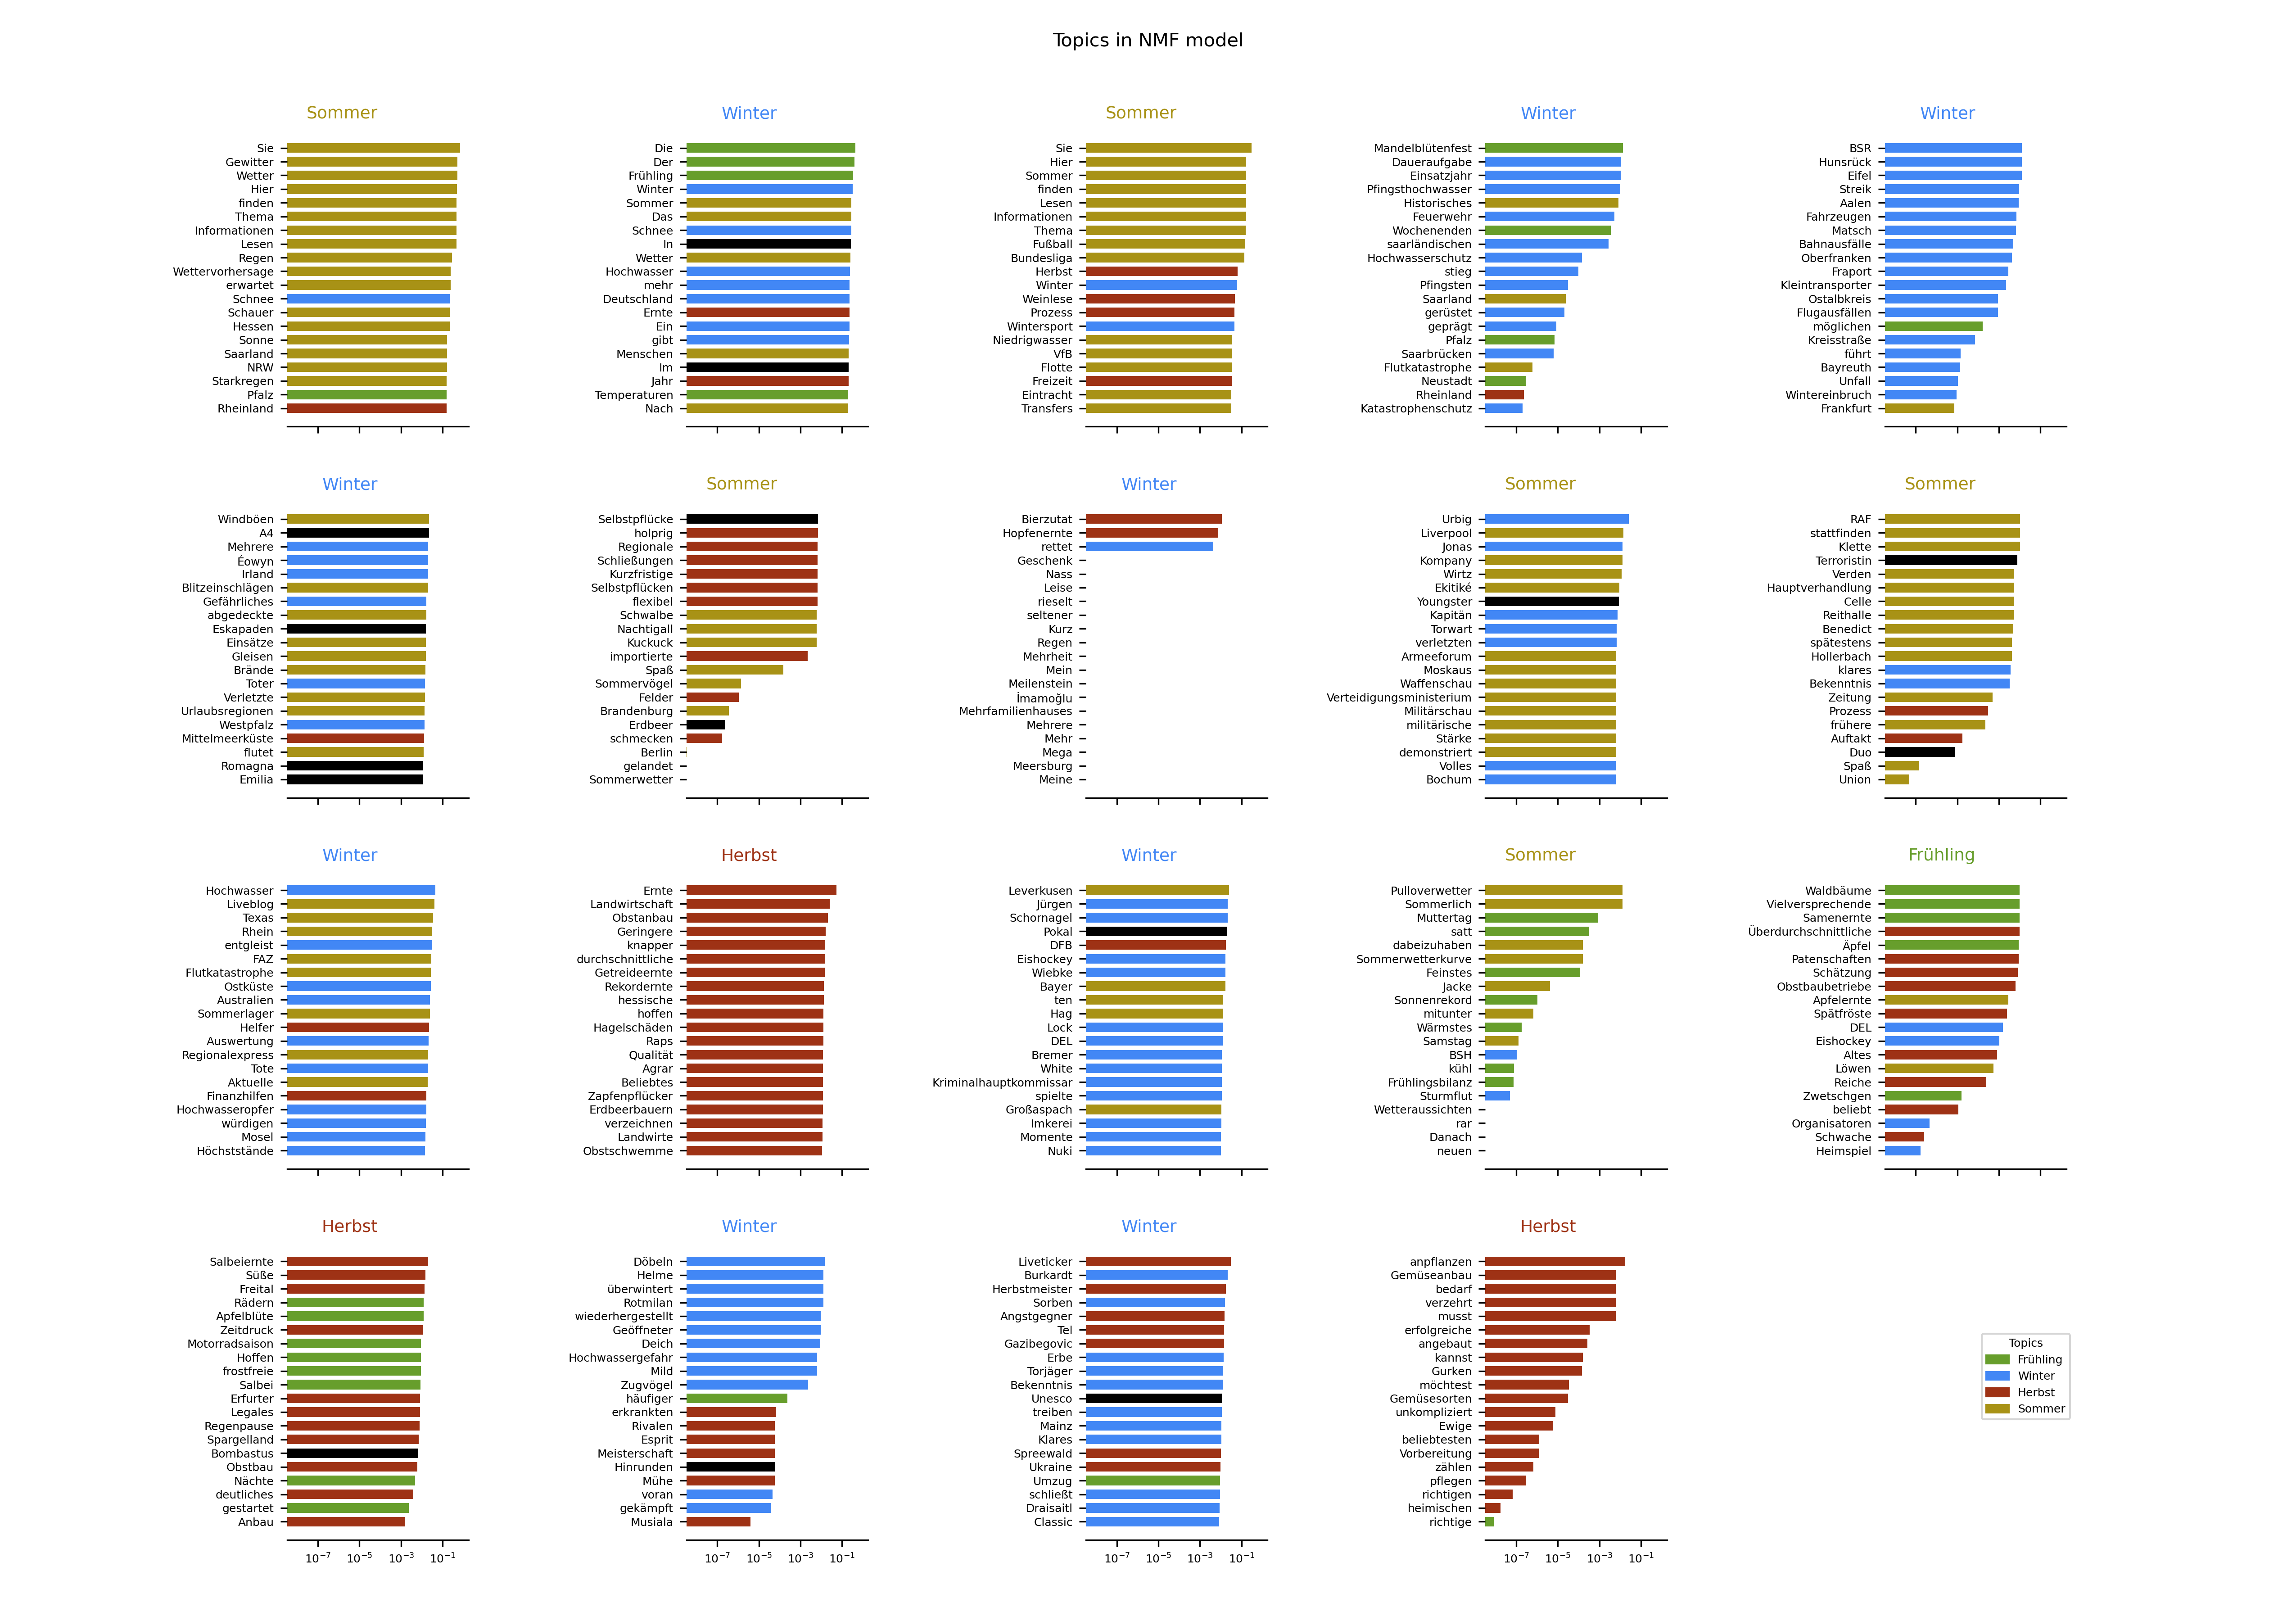 Topics in NMF model
Sommer
Sie
Gewitter
Wetter
Hier
finden
Thema
Informationen
Lesen
Regen
Wettervorhersage
erwartet
Schnee
Schauer
Hessen
Sonne
Saarland
NRW
Starkregen
Pfalz
Rheinland
Winter
Die
Der
Frühling
Winter
Sommer
Das
Schnee
In
Wetter
Hochwasser
mehr
Deutschland
Ernte
Ein
gibt
Menschen
Im
Jahr
Temperaturen
Nach
Sommer
Sie
Hier
Sommer
finden
Lesen
Informationen
Thema
Fußball
Bundesliga
Herbst
Winter
Weinlese
Prozess
Wintersport
Niedrigwasser
VfB
Flotte
Freizeit
Eintracht
Transfers
Winter
Mandelblütenfest
Daueraufgabe
Einsatzjahr
Pfingsthochwasser
Historisches
Feuerwehr
Wochenenden
saarländischen
Hochwasserschutz
stieg
Pfingsten
Saarland
gerüstet
geprägt
Pfalz
Saarbrücken
Flutkatastrophe
Neustadt
Rheinland
Katastrophenschutz
Winter
BSR
Hunsrück
Eifel
Streik
Aalen
Fahrzeugen
Matsch
Bahnausfälle
Oberfranken
Fraport
Kleintransporter
Ostalbkreis
Flugausfällen
möglichen
Kreisstraße
führt
Bayreuth
Unfall
Wintereinbruch
Frankfurt
Winter
Windböen
A4
Mehrere
Éowyn
Irland
Blitzeinschlägen
Gefährliches
abgedeckte
Eskapaden
Einsätze
Gleisen
Brände
Toter
Verletzte
Urlaubsregionen
Westpfalz
Mittelmeerküste
flutet
Romagna
Emilia
Sommer
Selbstpflücke
holprig
Regionale
Schließungen
Kurzfristige
Selbstpflücken
flexibel
Schwalbe
Nachtigall
Kuckuck
importierte
Spaß
Sommervögel
Felder
Brandenburg
Erdbeer
schmecken
Berlin
gelandet
Sommerwetter
Winter
Bierzutat
Hopfenernte
rettet
Geschenk
Nass
Leise
rieselt
seltener
Kurz
Regen
Mehrheit
Mein
Meilenstein
İmamoğlu
Mehrfamilienhauses
Mehrere
Mehr
Mega
Meersburg
Meine
Sommer
Urbig
Liverpool
Jonas
Kompany
Wirtz
Ekitiké
Youngster
Kapitän
Torwart
verletzten
Armeeforum
Moskaus
Waffenschau
Verteidigungsministerium
Militärschau
militärische
Stärke
demonstriert
Volles
Bochum
Sommer
RAF
stattfinden
Klette
Terroristin
Verden
Hauptverhandlung
Celle
Reithalle
Benedict
spätestens
Hollerbach
klares
Bekenntnis
Zeitung
Prozess
frühere
Auftakt
Duo
Spaß
Union
Winter
Hochwasser
Liveblog
Texas
Rhein
entgleist
FAZ
Flutkatastrophe
Ostküste
Australien
Sommerlager
Helfer
Auswertung
Regionalexpress
Tote
Aktuelle
Finanzhilfen
Hochwasseropfer
würdigen
Mosel
Höchststände
Herbst
Ernte
Landwirtschaft
Obstanbau
Geringere
knapper
durchschnittliche
Getreideernte
Rekordernte
hessische
hoffen
Hagelschäden
Raps
Qualität
Agrar
Beliebtes
Zapfenpflücker
Erdbeerbauern
verzeichnen
Landwirte
Obstschwemme
Winter
Leverkusen
Jürgen
Schornagel
Pokal
DFB
Eishockey
Wiebke
Bayer
ten
Hag
Lock
DEL
Bremer
White
Kriminalhauptkommissar
spielte
Großaspach
Imkerei
Momente
Nuki
Sommer
Pulloverwetter
Sommerlich
Muttertag
satt
dabeizuhaben
Sommerwetterkurve
Feinstes
Jacke
Sonnenrekord
mitunter
Wärmstes
Samstag
BSH
kühl
Frühlingsbilanz
Sturmflut
Wetteraussichten
rar
Danach
neuen
Frühling
Waldbäume
Vielversprechende
Samenernte
Überdurchschnittliche
Äpfel
Patenschaften
Schätzung
Obstbaubetriebe
Apfelernte
Spätfröste
DEL
Eishockey
Altes
Löwen
Reiche
Zwetschgen
beliebt
Organisatoren
Schwache
Heimspiel
Herbst
Salbeiernte
Süße
Freital
Rädern
Apfelblüte
Zeitdruck
Motorradsaison
Hoffen
frostfreie
Salbei
Erfurter
Legales
Regenpause
Spargelland
Bombastus
Obstbau
Nächte
deutliches
gestartet
Anbau
10⁻⁷ 10⁻⁵ 10⁻³ 10⁻¹
Winter
Döbeln
Helme
überwintert
Rotmilan
wiederhergestellt
Geöffneter
Deich
Hochwassergefahr
Mild
Zugvögel
häufiger
erkrankten
Rivalen
Esprit
Meisterschaft
Hinrunden
Mühe
voran
gekämpft
Musiala
10⁻⁷ 10⁻⁵ 10⁻³ 10⁻¹
Winter
Liveticker
Burkardt
Herbstmeister
Sorben
Angstgegner
Tel
Gazibegovic
Erbe
Torjäger
Bekenntnis
Unesco
treiben
Mainz
Klares
Spreewald
Ukraine
Umzug
schließt
Draisaitl
Classic
10⁻⁷ 10⁻⁵ 10⁻³ 10⁻¹
Herbst
anpflanzen
Gemüseanbau
bedarf
verzehrt
musst
erfolgreiche
angebaut
kannst
Gurken
möchtest
Gemüsesorten
unkompliziert
Ewige
beliebtesten
Vorbereitung
zählen
pflegen
richtigen
heimischen
richtige
10⁻⁷ 10⁻⁵ 10⁻³ 10⁻¹
Topics
Frühling
Winter
Herbst
Sommer